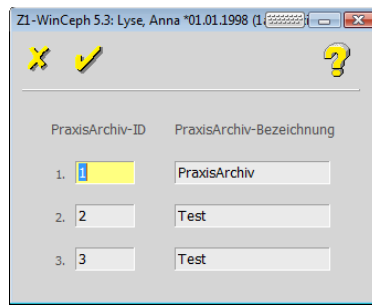 Z1-WinCeph 5.3: Lyse, Anna *01.01.1998
PraxisArchiv-ID PraxisArchiv-Bezeichnung
1. 1 PraxisArchiv
2. 2 Test
3. 3 Test